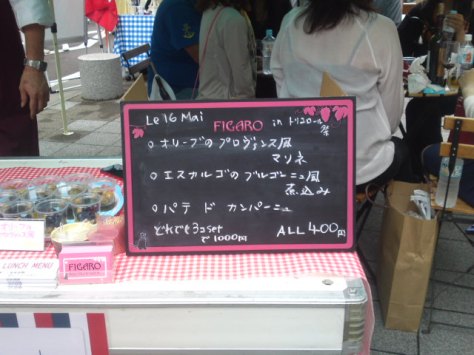 Le 16 Mai FIGARO in トリコロール祭
○ オリーブの プロヴァンス風
マリネ
○ エスカルゴの ブルゴーニュ風
煮込み
○ パテ ド カンパーニュ
どれでも3コset
で1000円
ALL 400円
LUNCH MENU
FIGARO